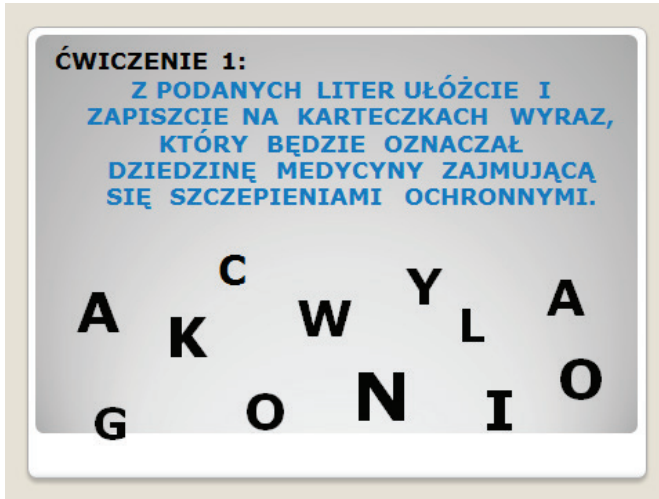 ĆWICZENIE 1:
Z PODANYCH LITER UŁÓŻCIE I
ZAPISZCIE NA KARTECZKACH WYRAZ,
KTÓRY BĘDZIE OZNACZAŁ
DZIEDZINĘ MEDYCYNY ZAJMUJĄCĄ
SIĘ SZCZEPIENIAMI OCHRONNYMI.
A K C W Y L A
G O N I O